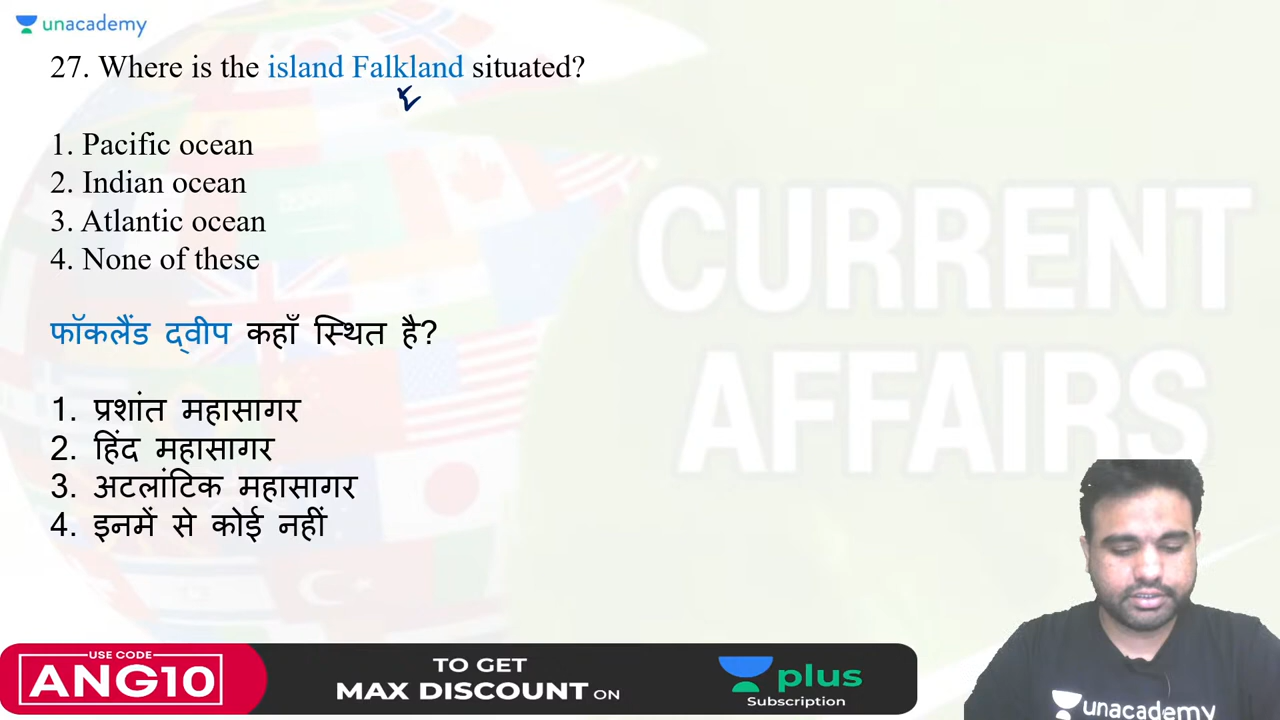 unacademy
27. Where is the island Falkland situated?
1. Pacific ocean
2. Indian ocean
3. Atlantic ocean
4. None of these
फॉकलैंड द्वीप कहाँ स्थित है?
1. प्रशांत महासागर
2. हिंद महासागर
3. अटलांटिक महासागर
4. इनमें से कोई नहीं
CURRENT
AFFAIRS
USE CODE
ANG10
TO GET
MAX DISCOUNT ON
plus
Subscription
unacademy